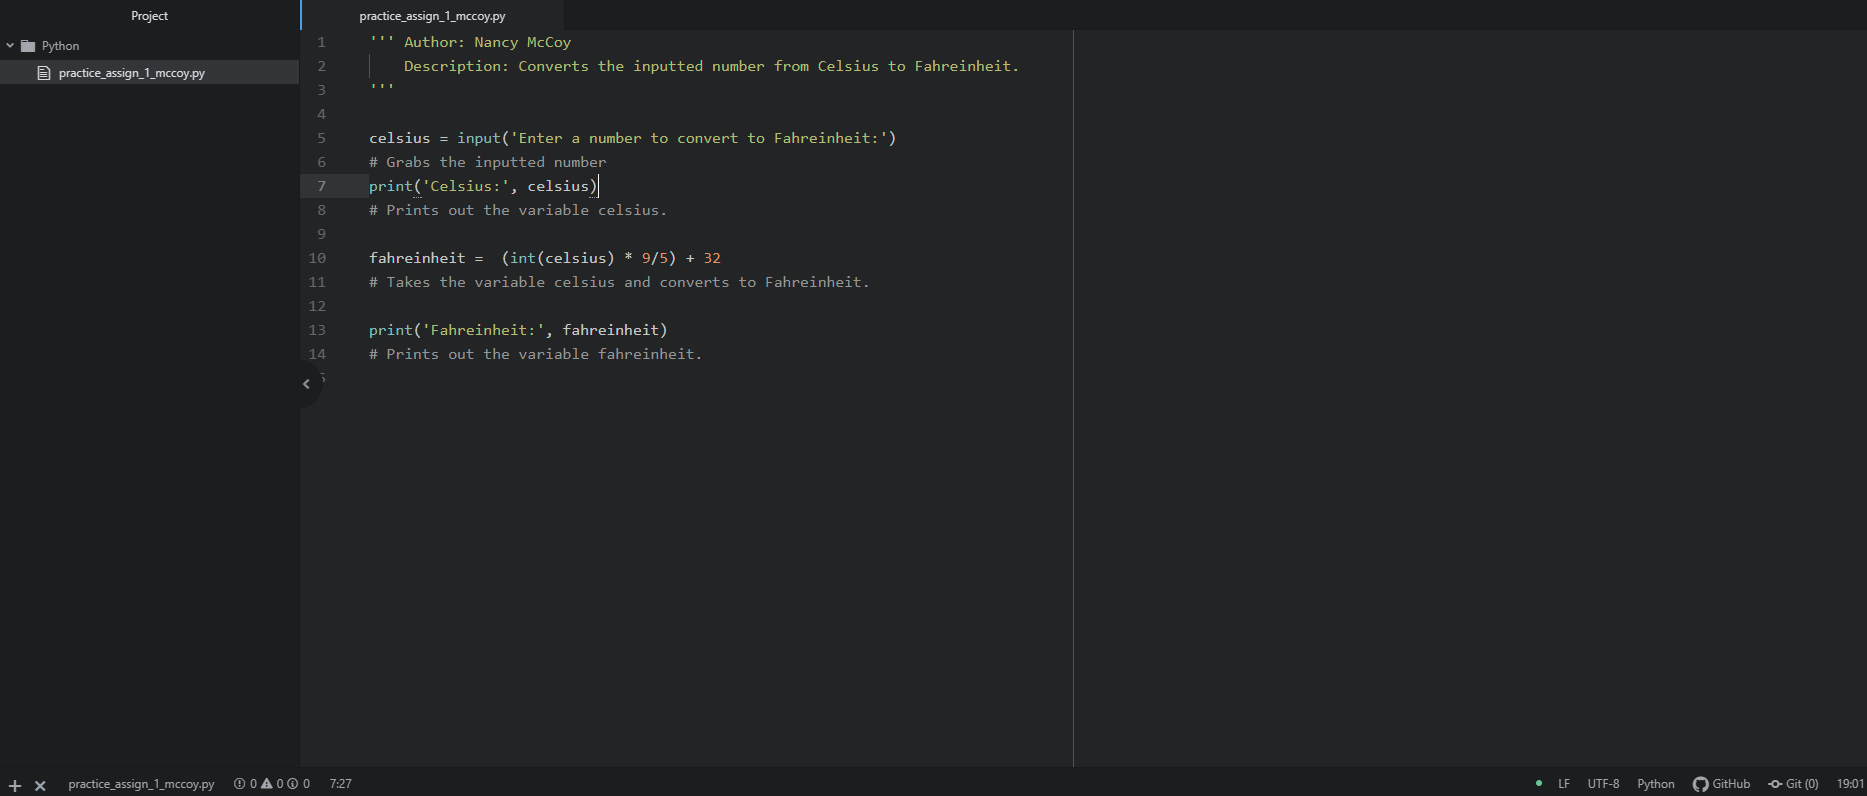 Project
practice_assign_1_mccoy.py
Python
practice_assign_1_mccoy.py
1 ''' Author: Nancy McCoy
2 Description: Converts the inputted number from Celsius to Fahreinheit.
3 '''
4
5 celsius = input('Enter a number to convert to Fahreinheit:')
6 # Grabs the inputted number
7 print('Celsius:', celsius)
8 # Prints out the variable celsius.
9
10 fahreinheit =  (int(celsius) * 9/5) + 32
11 # Takes the variable celsius and converts to Fahreinheit.
12
13 print('Fahreinheit:', fahreinheit)
14 # Prints out the variable fahreinheit.
practice_assign_1_mccoy.py 0 0 0 7:27 LF UTF-8 Python GitHub Git (0) 19:01